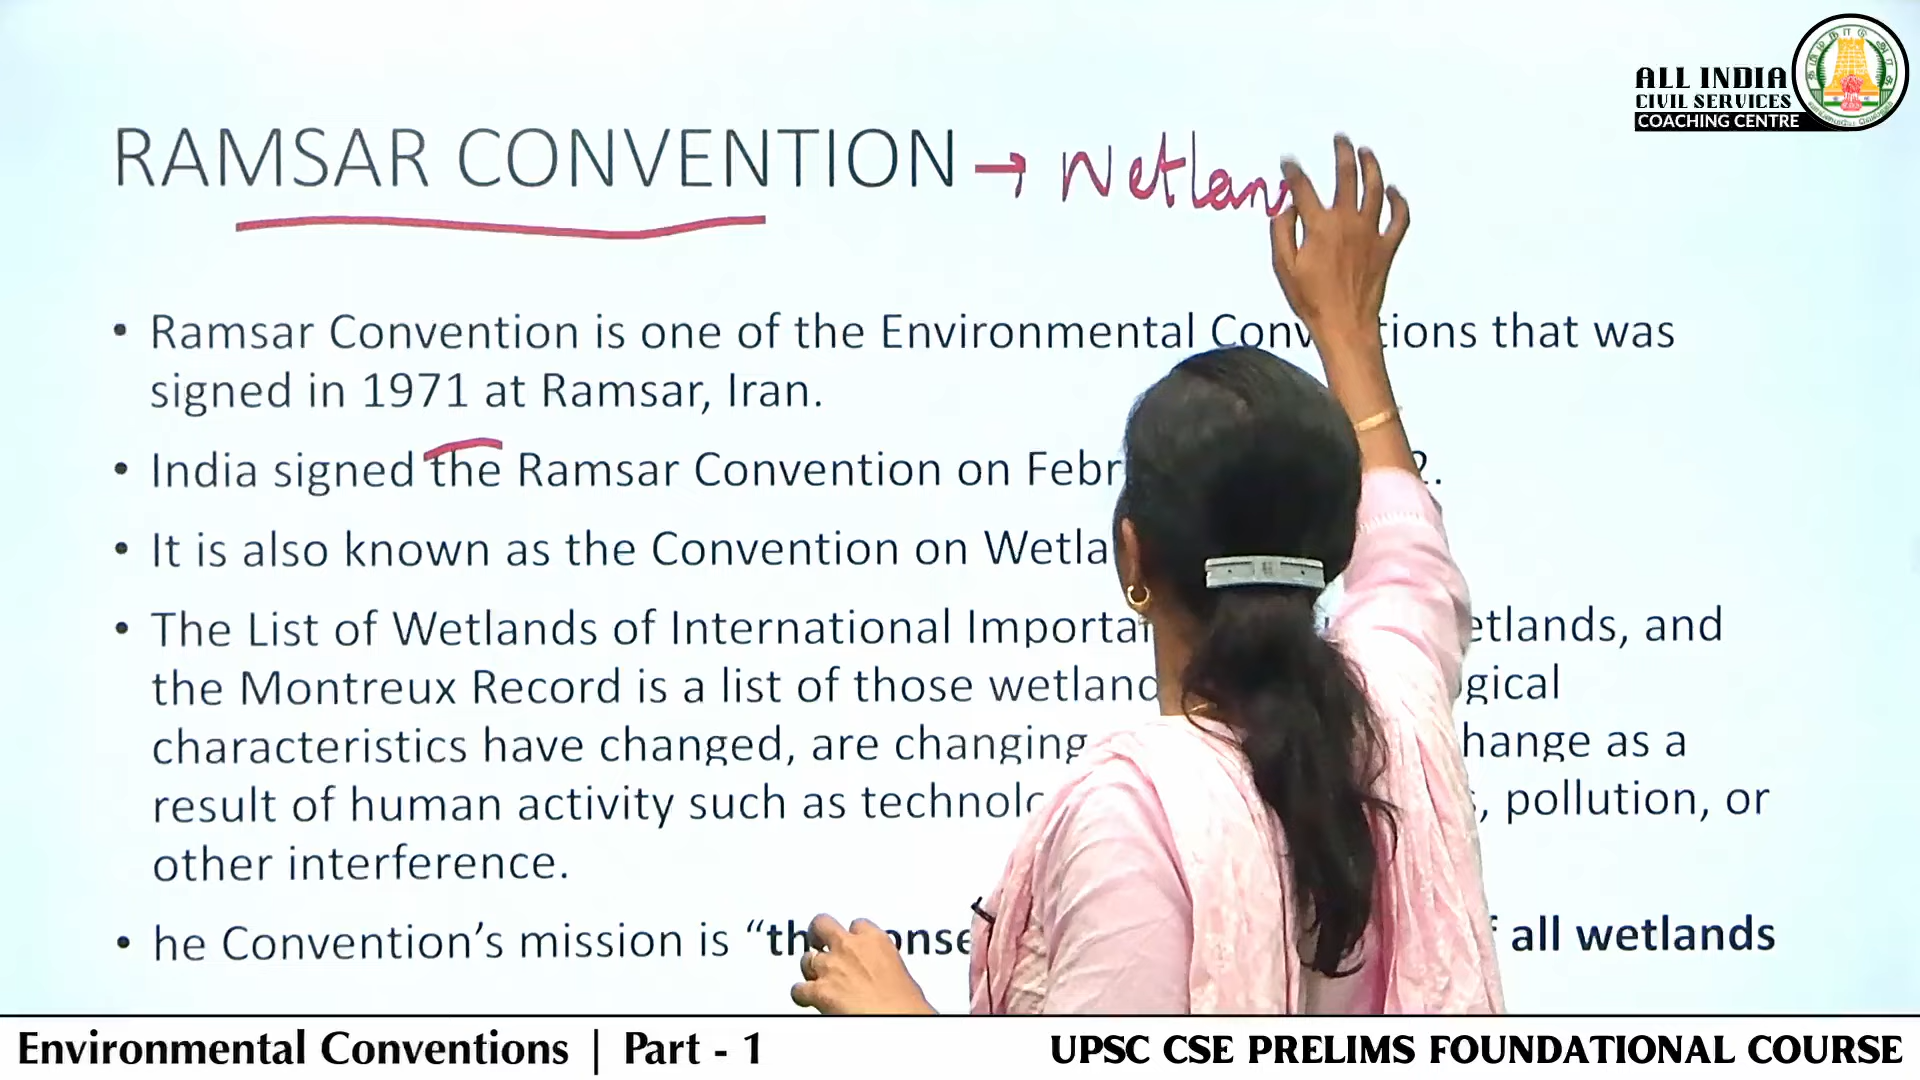 ALL INDIA
CIVIL SERVICES
COACHING CENTRE
RAMSAR CONVENTION → Wetlan
• Ramsar Convention is one of the Environmental Conv tions that was
signed in 1971 at Ramsar, Iran.
• India signed the Ramsar Convention on Febr 2.
• It is also known as the Convention on Wetla
• The List of Wetlands of International Importan etlands, and
the Montreux Record is a list of those wetland gical
characteristics have changed, are changing hange as a
result of human activity such as technolo , pollution, or
other interference.
• he Convention's mission is “th onse all wetlands
Environmental Conventions | Part - 1
UPSC CSE PRELIMS FOUNDATIONAL COURSE